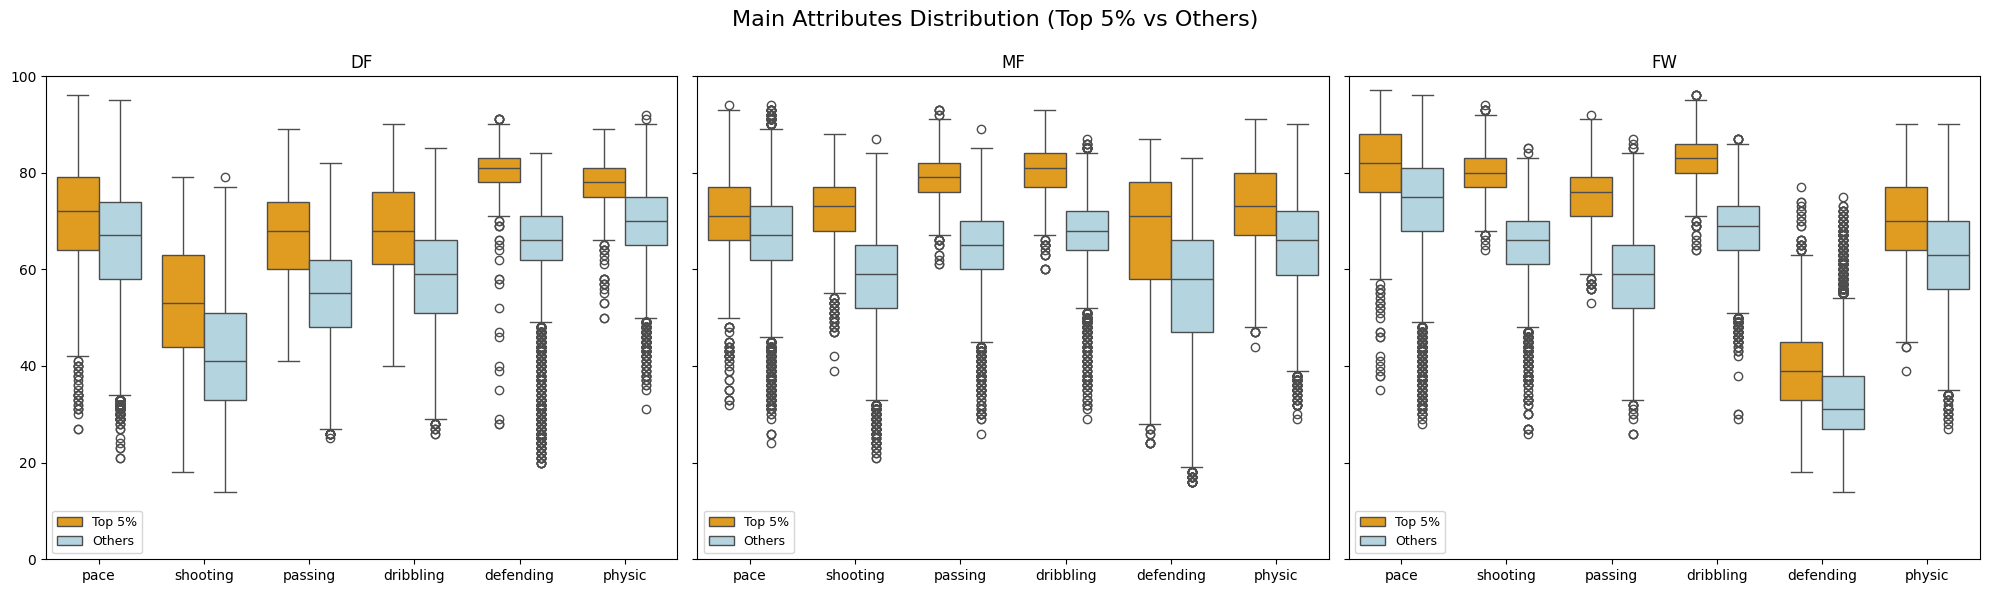 Main Attributes Distribution (Top 5% vs Others)
DF
MF
FW
100
80
60
40
20
0
Top 5%
Others
Top 5%
Others
Top 5%
Others
pace shooting passing dribbling defending physic
pace shooting passing dribbling defending physic
pace shooting passing dribbling defending physic